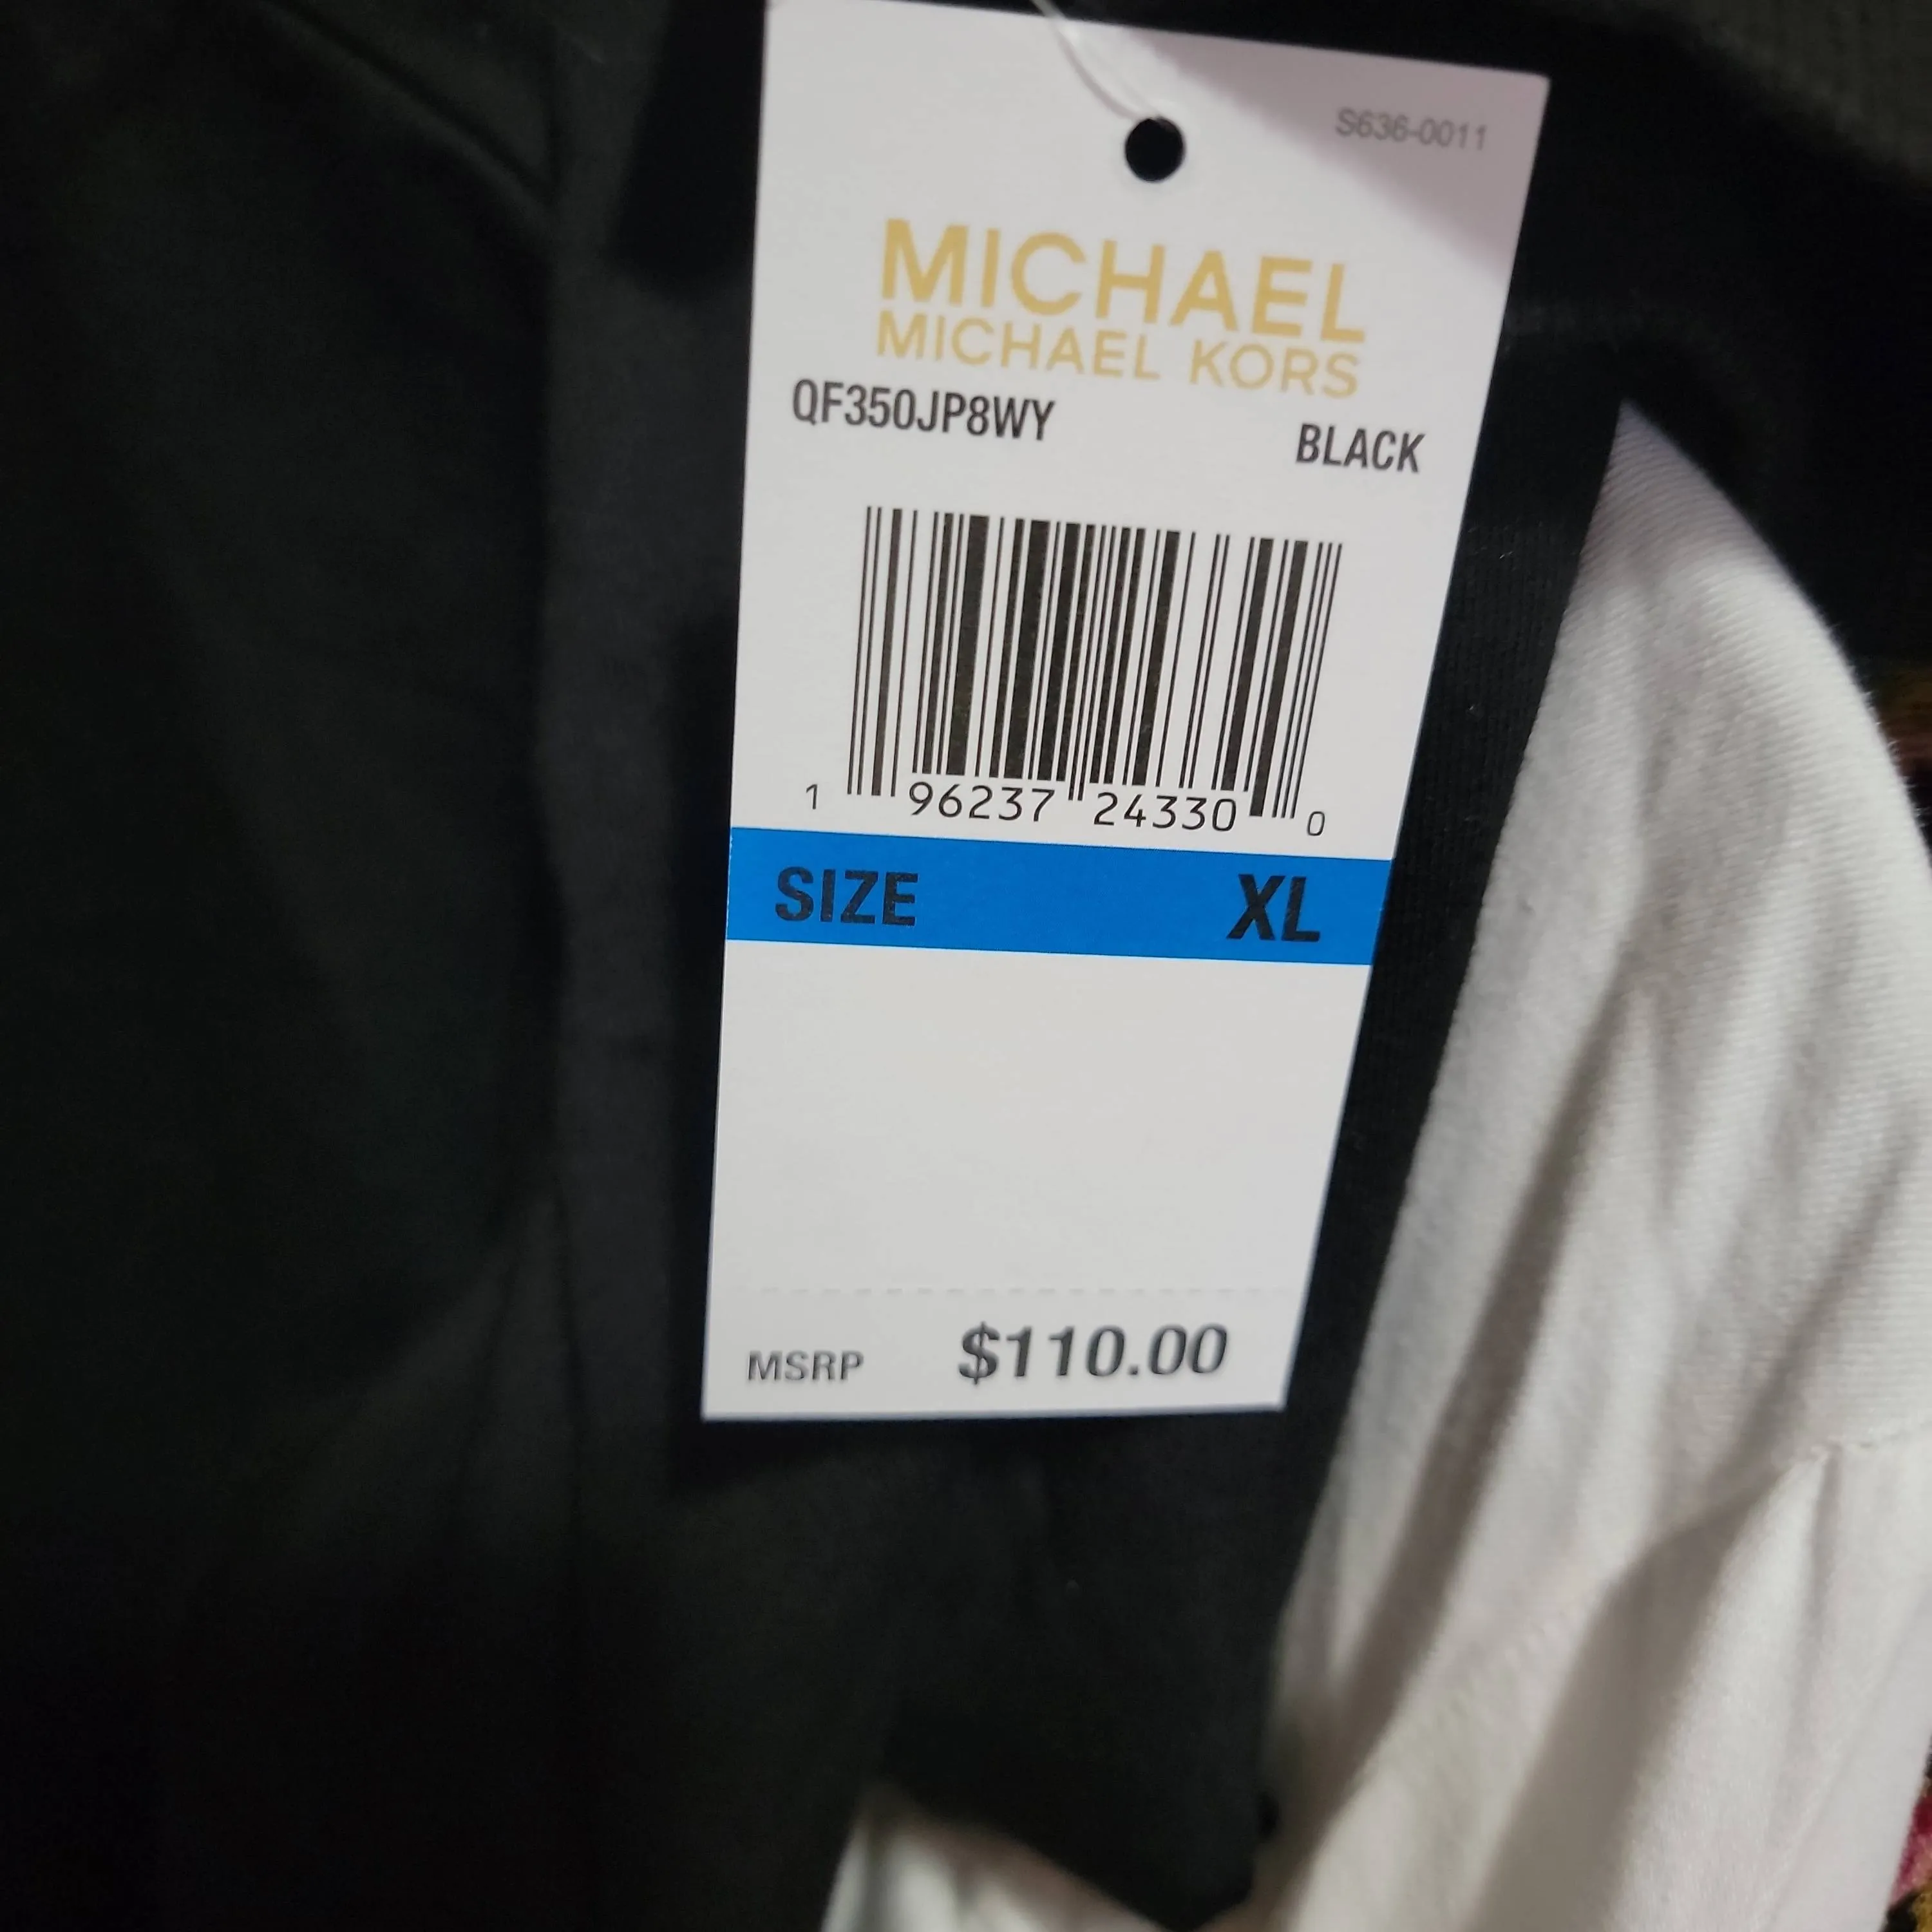 S636-0011
MICHAEL
MICHAEL KORS
QF350JP8WY BLACK
1 96237 24330 0
SIZE XL
MSRP $110.00